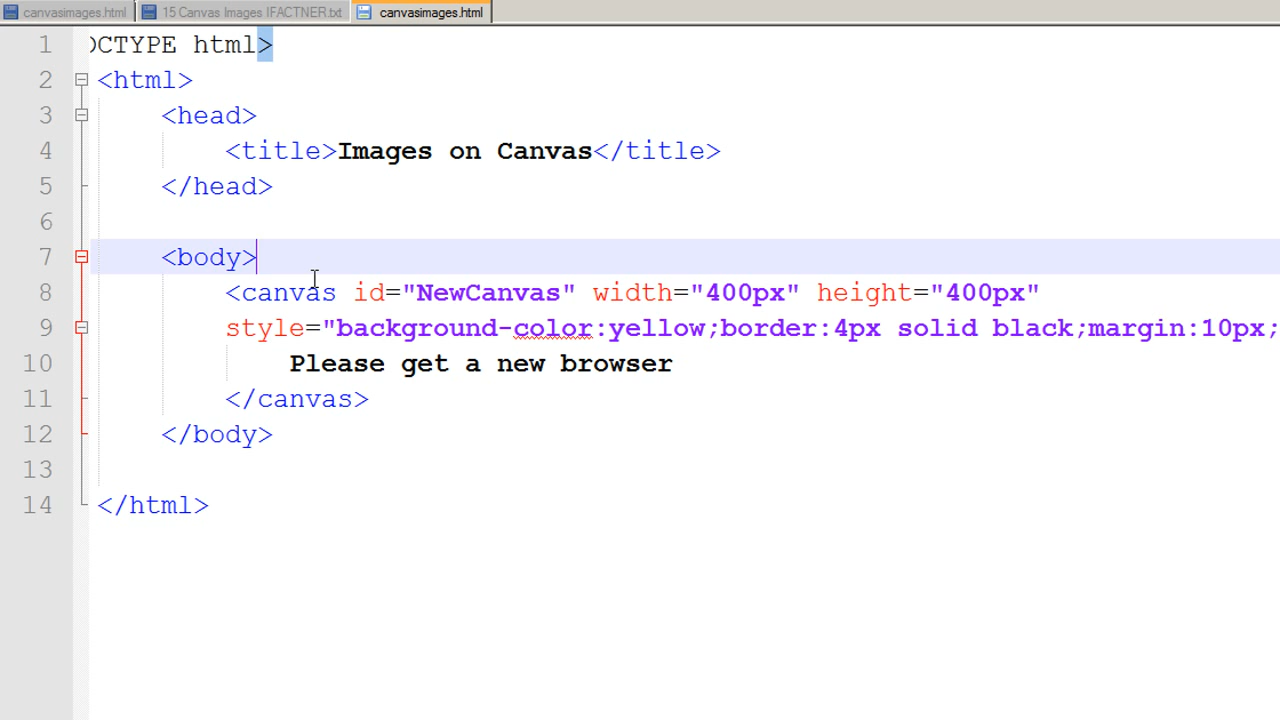 canvasimages.html 15 Canvas Images IFACTNER.txt canvasimages.html
1 OCTYPE html>
2 <html>
3 <head>
4 <title>Images on Canvas</title>
5 </head>
6
7 <body>
8 <canvas id="NewCanvas" width="400px" height="400px"
9 style="background-color:yellow;border:4px solid black;margin:10px;
10 Please get a new browser
11 </canvas>
12 </body>
13
14 </html>